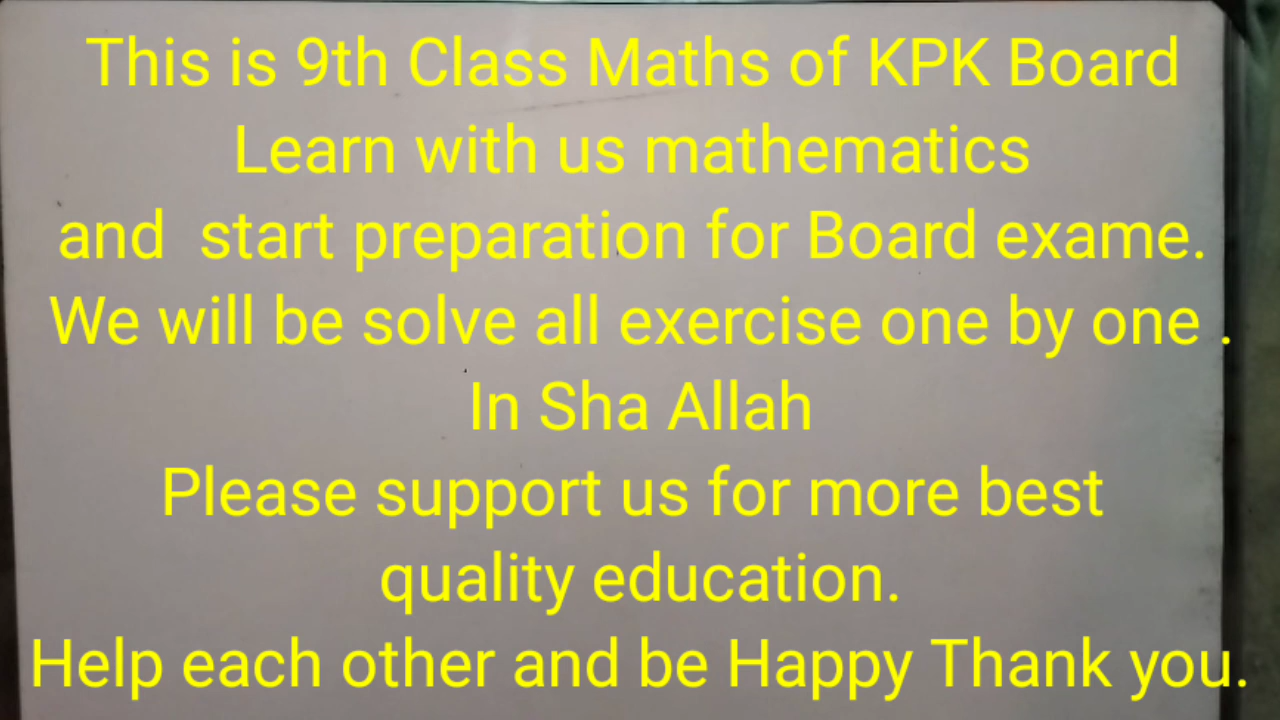 This is 9th Class Maths of KPK Board
Learn with us mathematics
and  start preparation for Board exame.
We will be solve all exercise one by one .
In Sha Allah
Please support us for more best
quality education.
Help each other and be Happy Thank you.